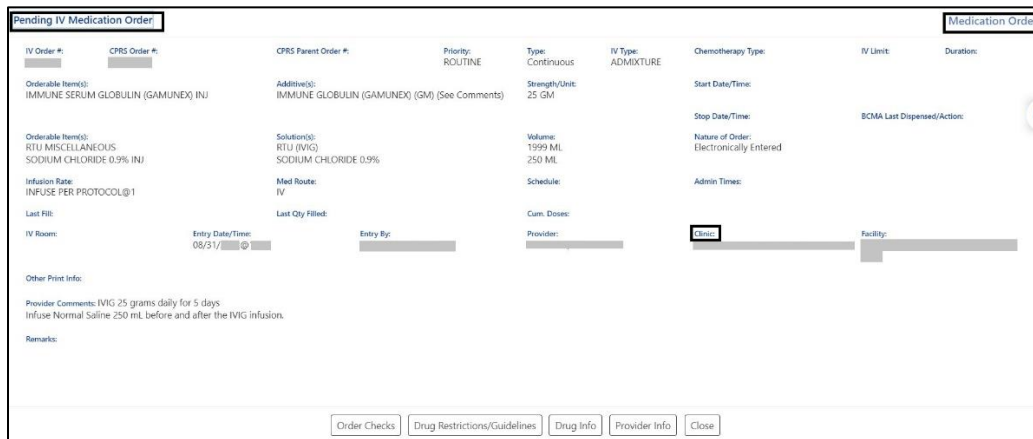 Pending IV Medication Order
Medication Orde
IV Order #: CPRS Order #: CPRS Parent Order #: Priority: Type: IV Type: Chemotherapy Type: IV Limit: Duration:
ROUTINE Continuous ADMIXTURE
Orderable Item(s): Additive(s): Strength/Unit: Start Date/Time:
IMMUNE SERUM GLOBULIN (GAMUNEX) INJ IMMUNE GLOBULIN (GAMUNEX) (GM) (See Comments) 25 GM
Stop Date/Time: BCMA Last Dispensed/Action:
Orderable Item(s): Solution(s): Volume: Nature of Order:
RTU MISCELLANEOUS RTU (IVIG) 1999 ML Electronically Entered
SODIUM CHLORIDE 0.9% INJ SODIUM CHLORIDE 0.9% 250 ML
Infusion Rate: Med Route: Schedule: Admin Times:
INFUSE PER PROTOCOL@1 IV
Last Fill: Last Qty Filled: Cum. Doses:
IV Room: Entry Date/Time: Entry By: Provider: Clinic: Facility:
08/31/ @
Other Print Info:
Provider Comments: IVIG 25 grams daily for 5 days
Infuse Normal Saline 250 mL before and after the IVIG infusion.
Remarks:
Order Checks Drug Restrictions/Guidelines Drug Info Provider Info Close